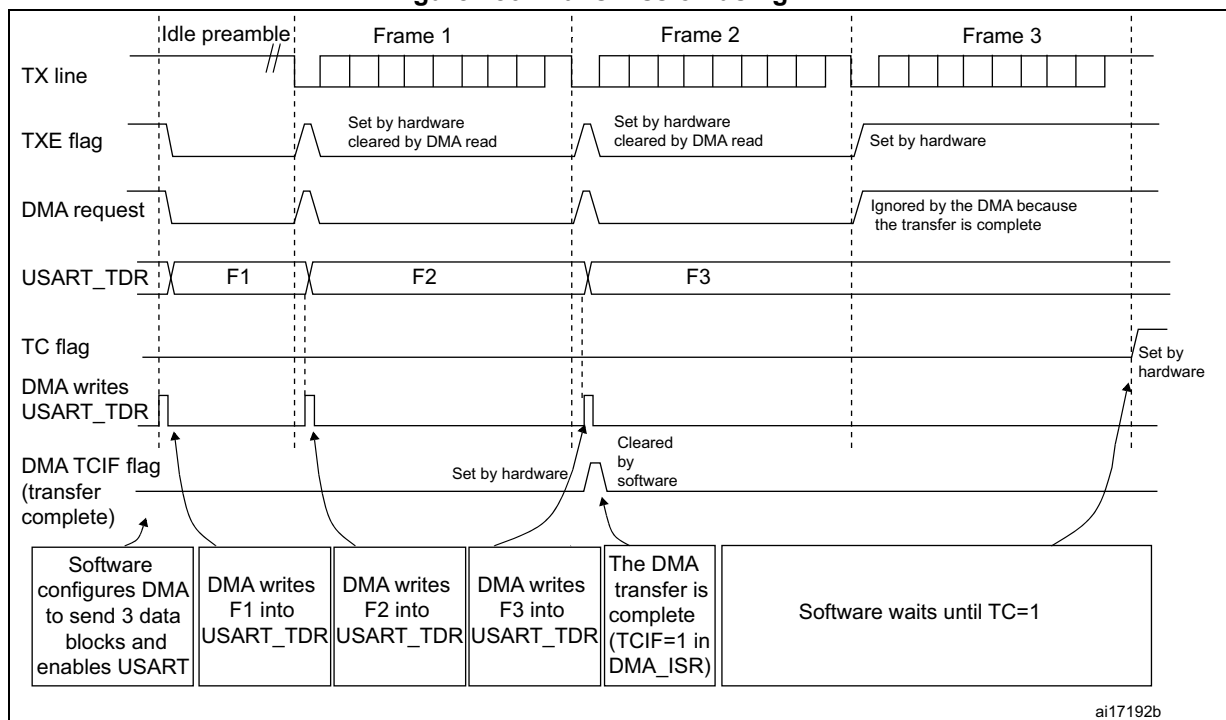 Idle preamble
Frame 1
Frame 2
Frame 3
TX line
TXE flag
Set by hardware
cleared by DMA read
Set by hardware
cleared by DMA read
Set by hardware
DMA request
Ignored by the DMA because
the transfer is complete
USART_TDR
F1
F2
F3
TC flag
Set by
hardware
DMA writes
USART_TDR
DMA TCIF flag
(transfer
complete)
Set by hardware
Cleared
by
software
Software
configures DMA
to send 3 data
blocks and
enables USART
DMA writes
F1 into
USART_TDR
DMA writes
F2 into
USART_TDR
DMA writes
F3 into
USART_TDR
The DMA
transfer is
complete
(TCIF=1 in
DMA_ISR)
Software waits until TC=1
ai17192b